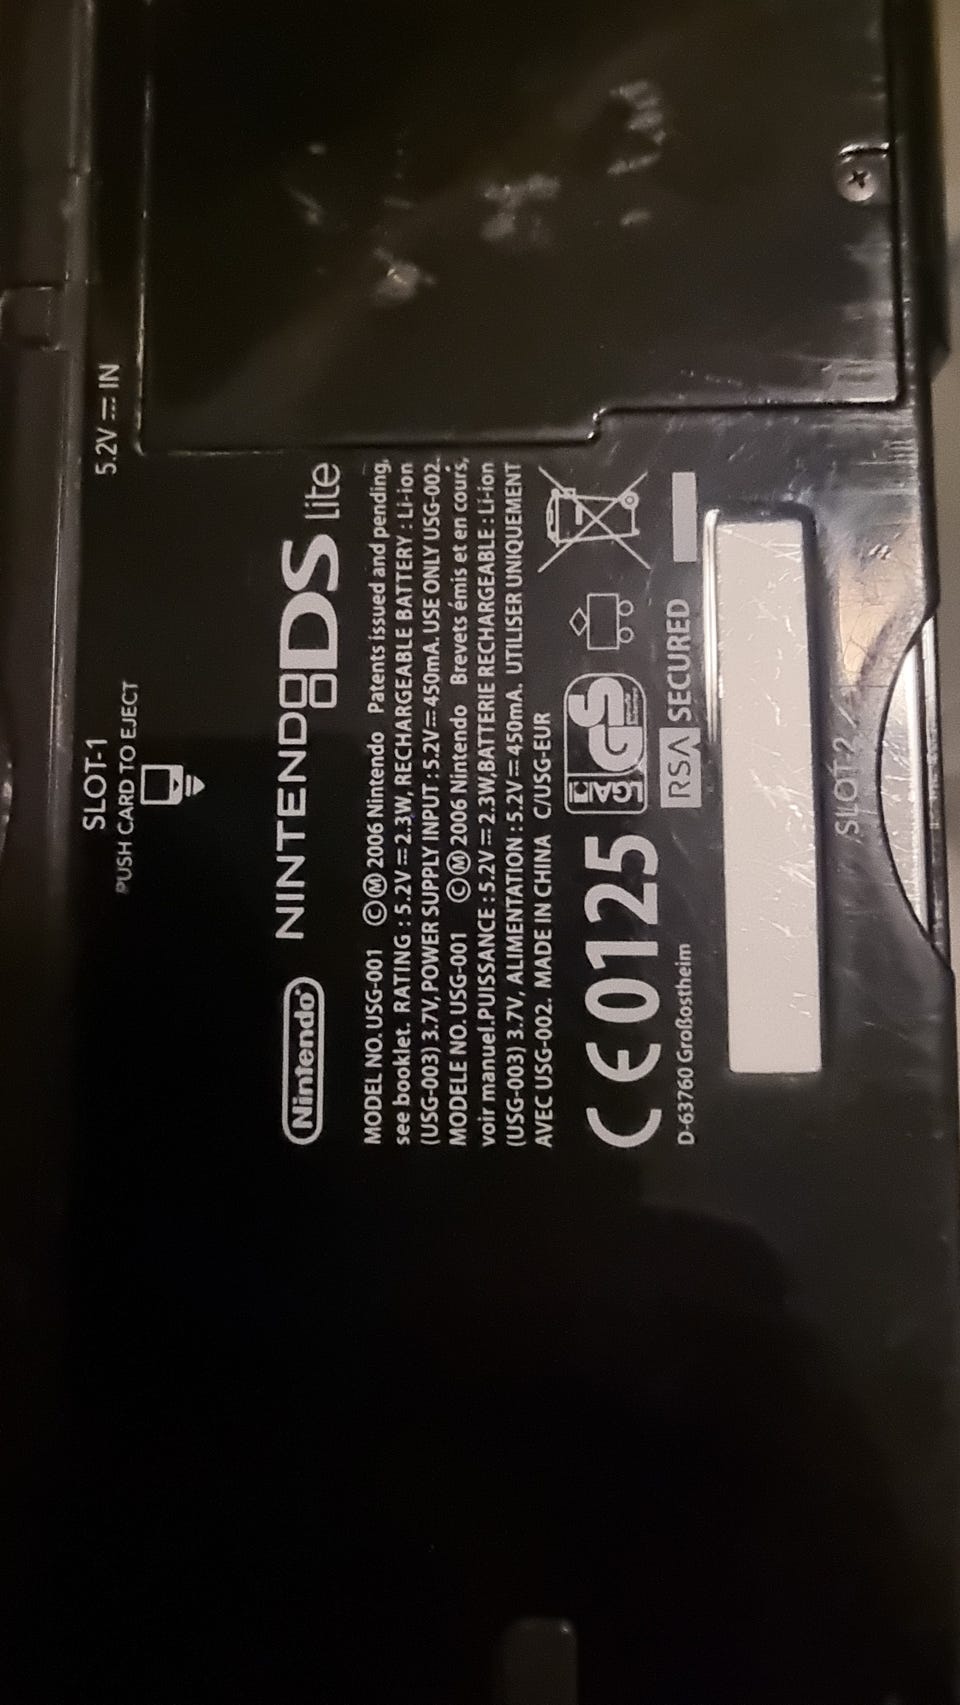 5.2V ⎓ IN
SLOT-1
PUSH CARD TO EJECT
Nintendo® NINTENDO DS Lite
MODEL NO. USG-001 ©Ⓜ 2006 Nintendo Patents issued and pending,
see booklet. RATING : 5.2V⎓2.3W, RECHARGEABLE BATTERY : Li-ion
(USG-003) 3.7V, POWER SUPPLY INPUT : 5.2V⎓450mA. USE ONLY USG-002.
MODELE NO. USG-001 ©Ⓜ 2006 Nintendo Brevets émis et en cours,
voir manuel. PUISSANCE : 5.2V⎓2.3W, BATTERIE RECHARGEABLE : Li-ion
(USG-003) 3.7V, ALIMENTATION : 5.2V⎓450mA. UTILISER UNIQUEMENT
AVEC USG-002. MADE IN CHINA C/USG-EUR
CE0125 GS
D-63760 Großostheim RSA SECURED
SLOT-2